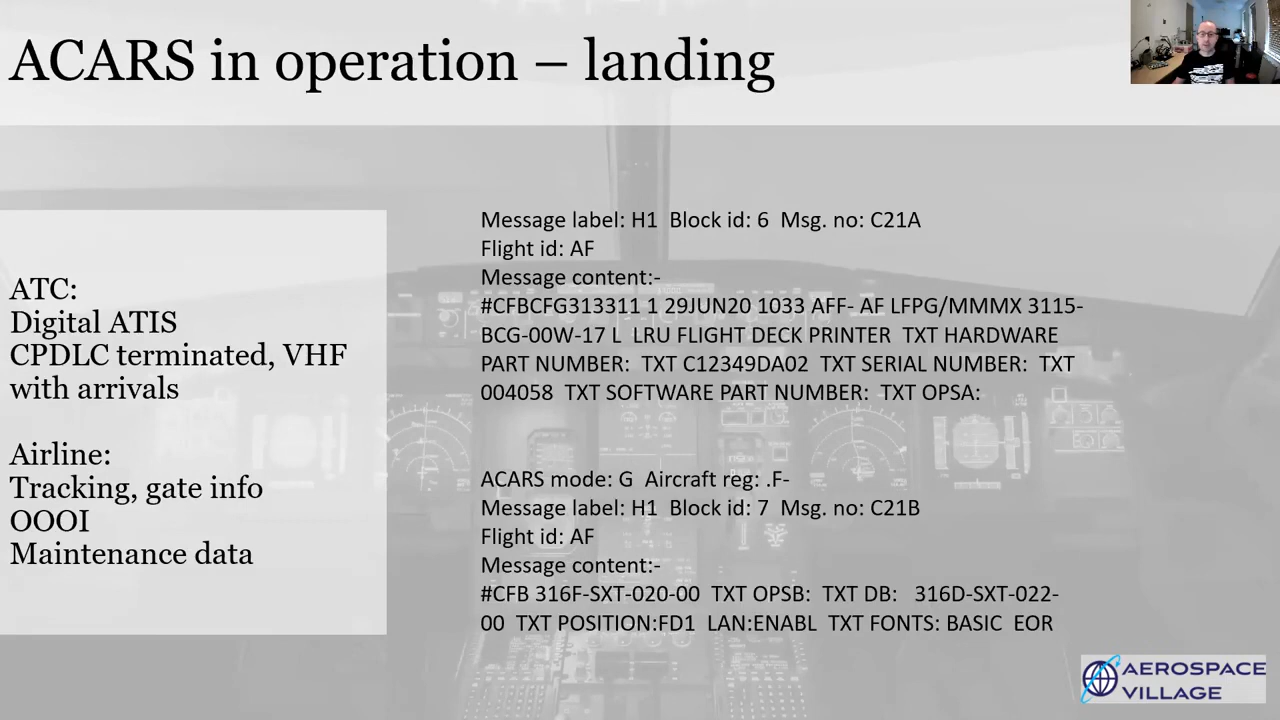 ACARS in operation – landing
ATC:
Digital ATIS
CPDLC terminated, VHF
with arrivals
Airline:
Tracking, gate info
OOOI
Maintenance data
Message label: H1  Block id: 6  Msg. no: C21A
Flight id: AF
Message content:-
#CFBCFG313311 1 29JUN20 1033 AFF- AF LFPG/MMMX 3115-
BCG-00W-17 L  LRU FLIGHT DECK PRINTER  TXT HARDWARE
PART NUMBER:  TXT C12349DA02  TXT SERIAL NUMBER:  TXT
004058  TXT SOFTWARE PART NUMBER:  TXT OPSA:
ACARS mode: G  Aircraft reg: .F-
Message label: H1  Block id: 7  Msg. no: C21B
Flight id: AF
Message content:-
#CFB 316F-SXT-020-00  TXT OPSB:  TXT DB:   316D-SXT-022-
00  TXT POSITION:FD1  LAN:ENABL  TXT FONTS: BASIC  EOR
AEROSPACE
VILLAGE